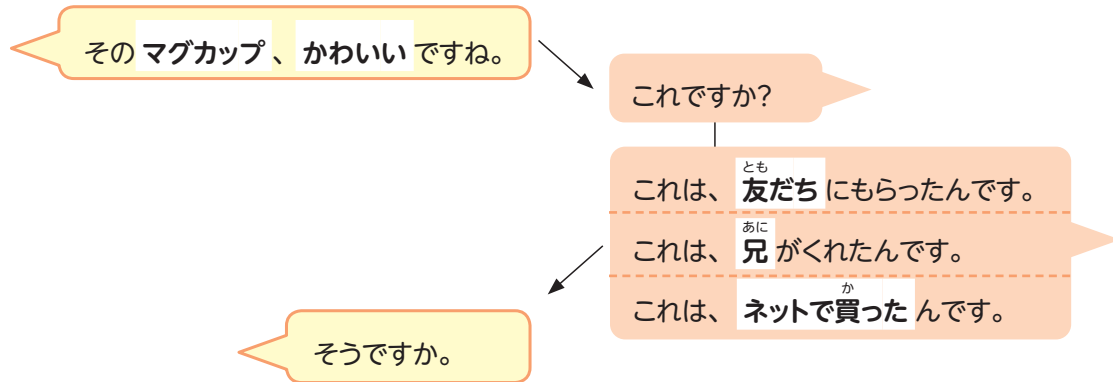 そのマグカップ、かわいいですね。
これですか?
とも
これは、友だちにもらったんです。
あに
これは、兄がくれたんです。
か
これは、ネットで買ったんです。
そうですか。